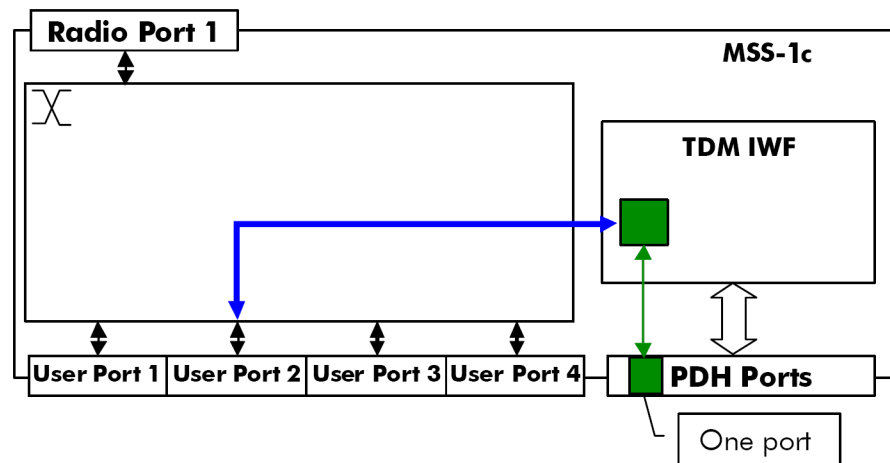 Radio Port 1
MSS-1c
TDM IWF
User Port 1 User Port 2 User Port 3 User Port 4
PDH Ports
One port